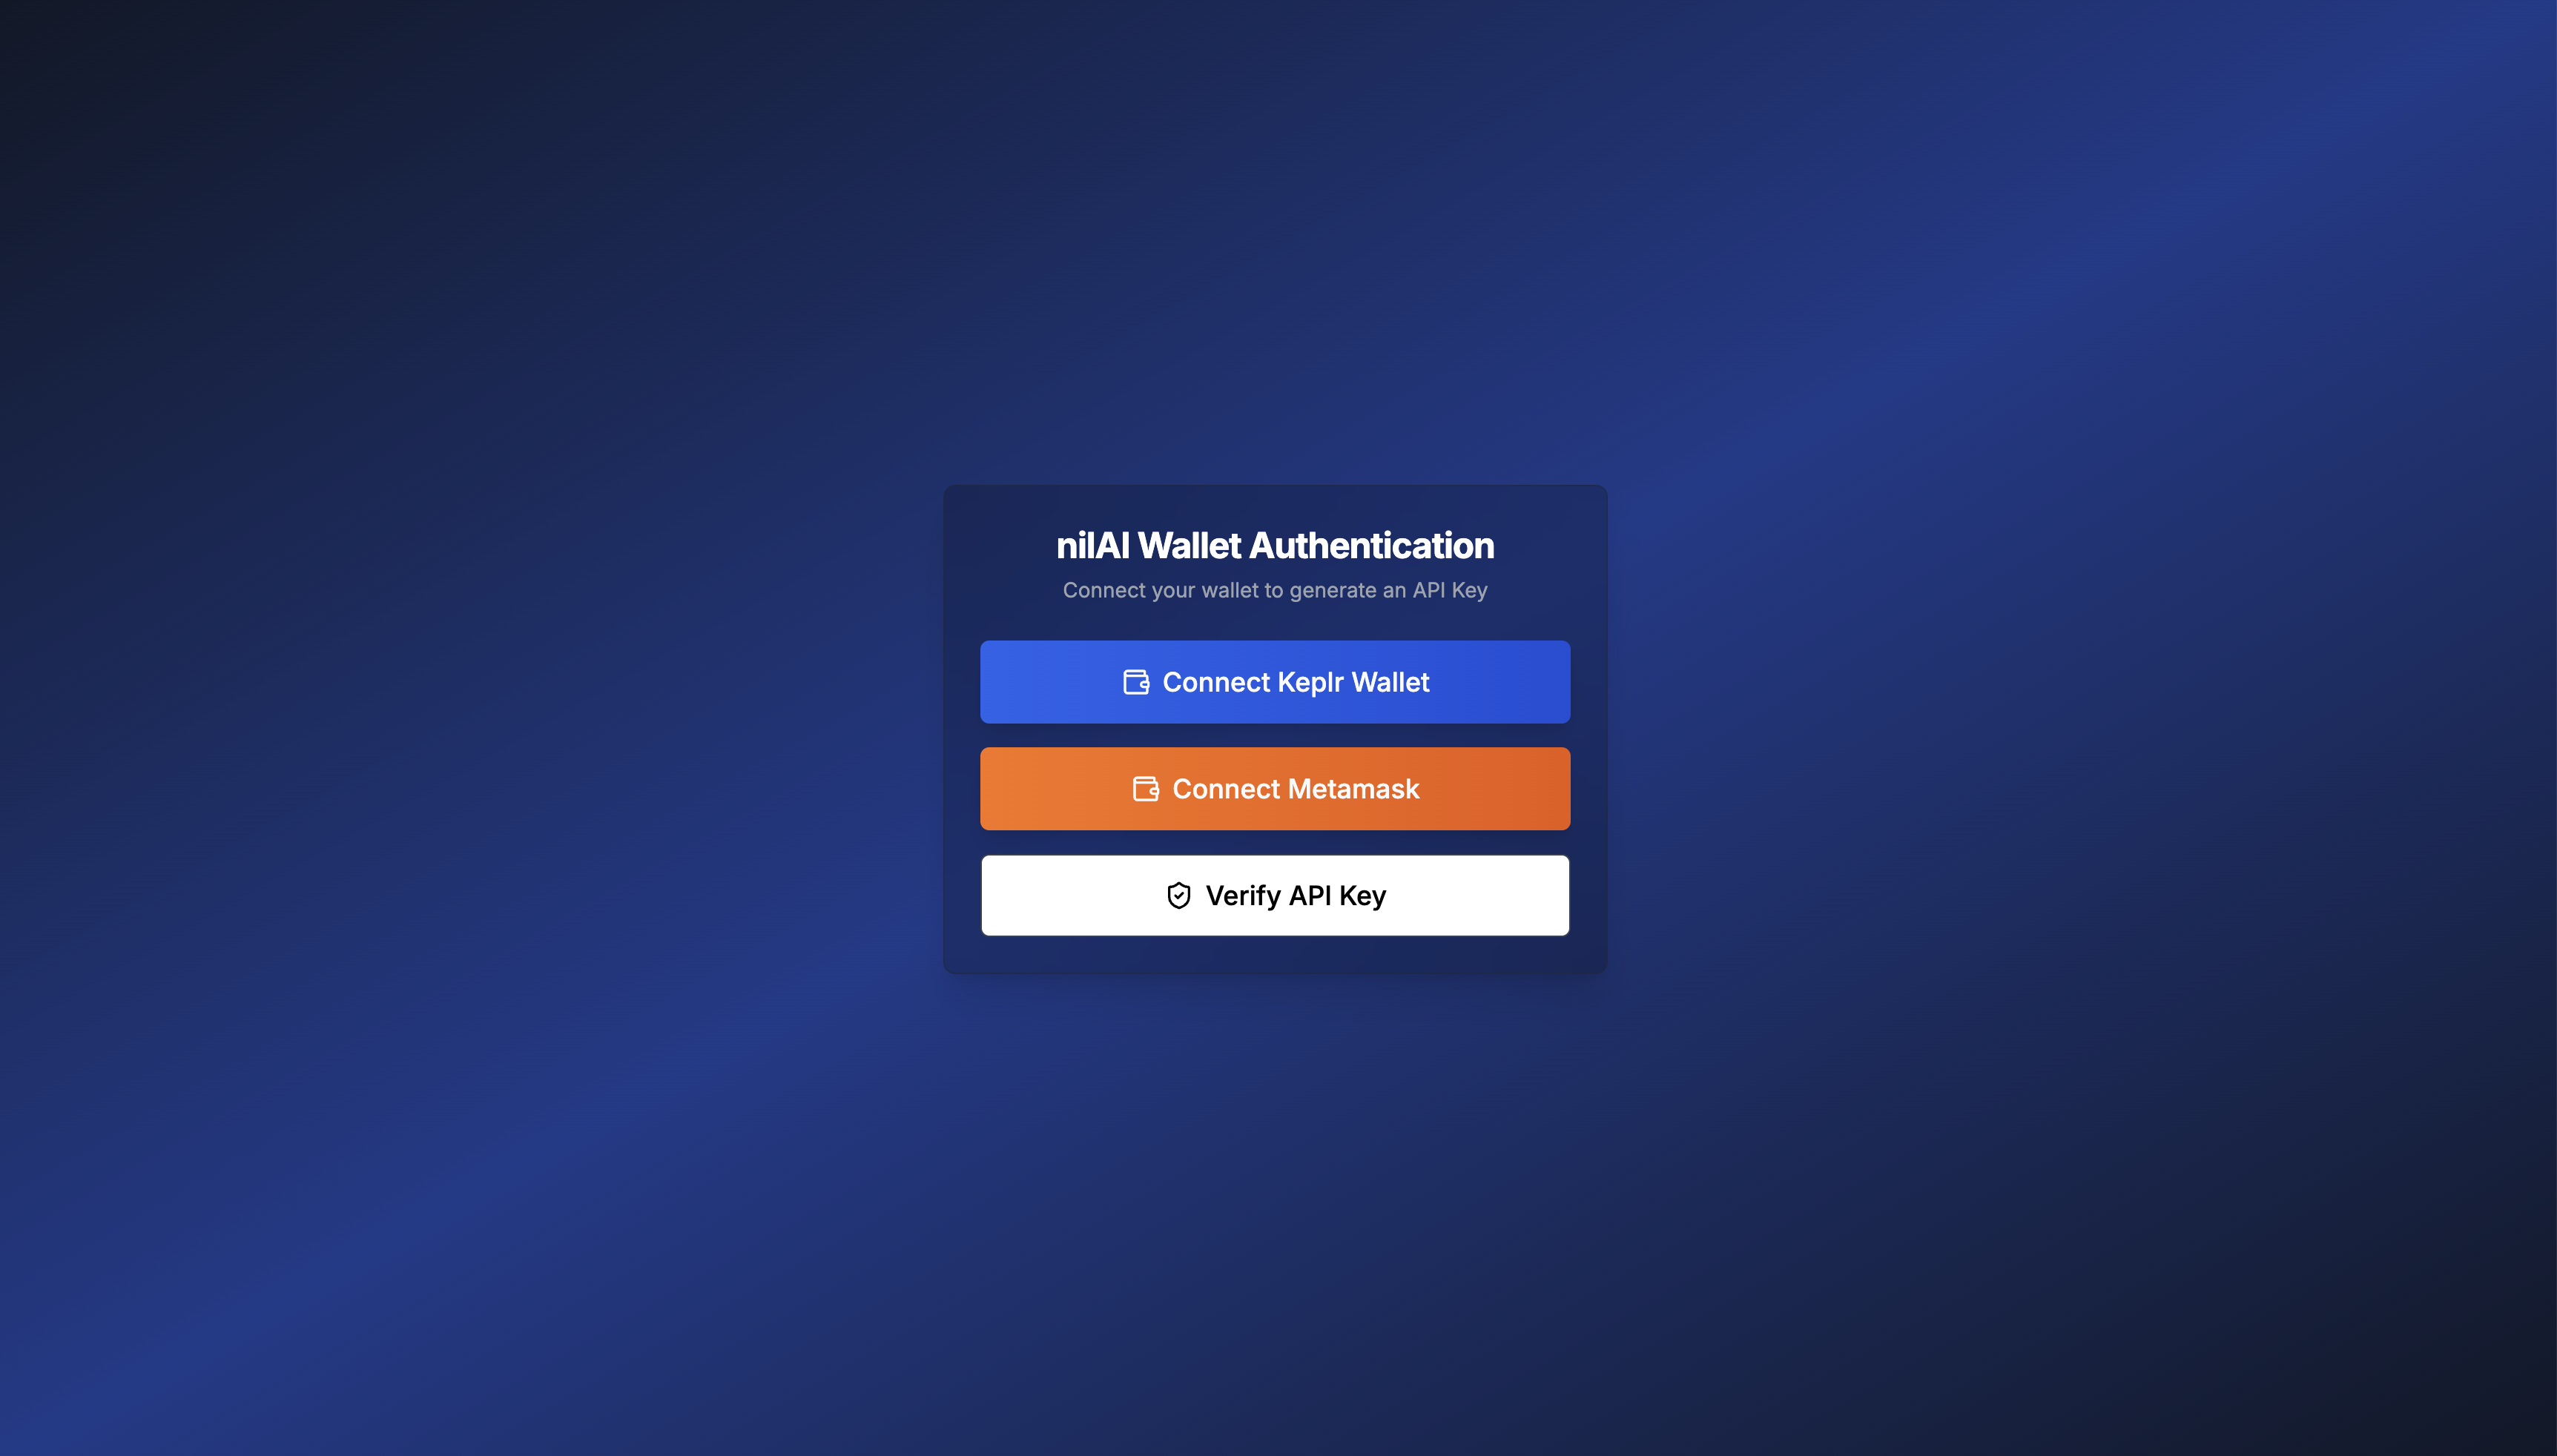 nilAI Wallet Authentication
Connect your wallet to generate an API Key
Connect Keplr Wallet
Connect Metamask
Verify API Key